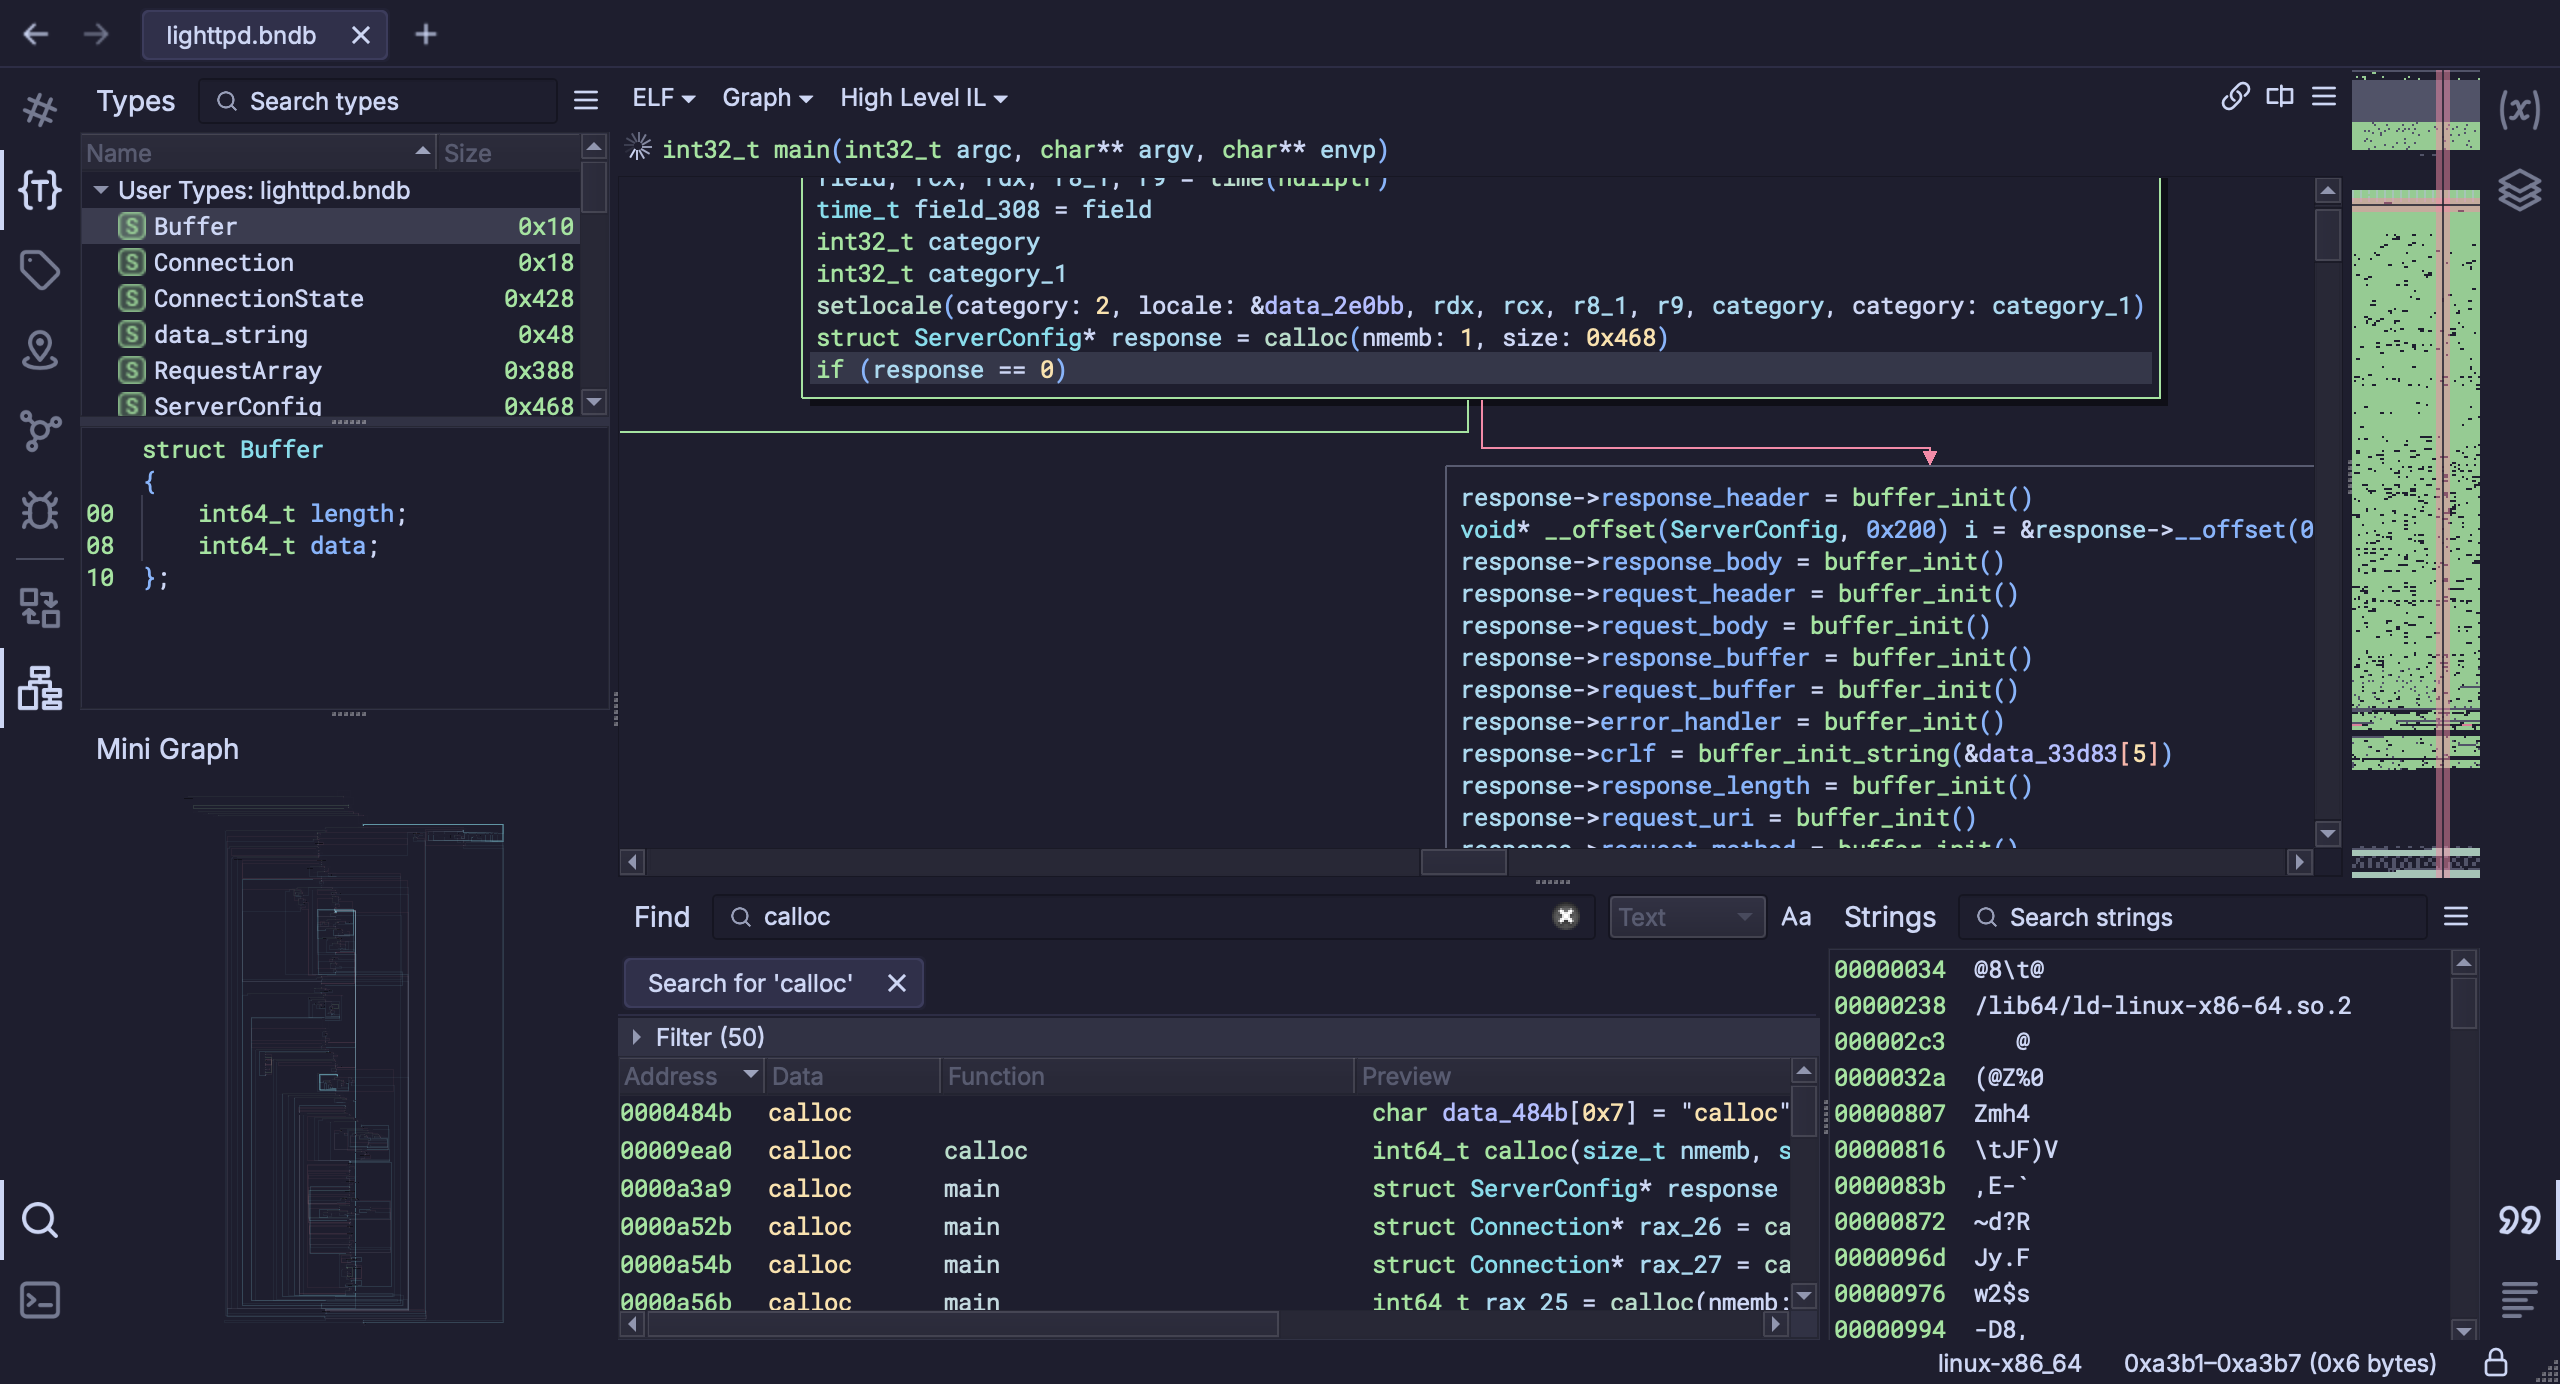 lighttpd.bndb
Types
Search types
Name
Size
User Types: lighttpd.bndb
S Buffer 0x10
S Connection 0x18
S ConnectionState 0x428
S data_string 0x48
S RequestArray 0x388
S ServerConfig 0x468
struct Buffer
{
00 int64_t length;
08 int64_t data;
10 };
Mini Graph
ELF
Graph
High Level IL
int32_t main(int32_t argc, char** argv, char** envp)
field, rcx, rdx, r8_1, r9 = time(nullptr)
time_t field_308 = field
int32_t category
int32_t category_1
setlocale(category: 2, locale: &data_2e0bb, rdx, rcx, r8_1, r9, category, category: category_1)
struct ServerConfig* response = calloc(nmemb: 1, size: 0x468)
if (response == 0)
response->response_header = buffer_init()
void* __offset(ServerConfig, 0x200) i = &response->__offset(0
response->response_body = buffer_init()
response->request_header = buffer_init()
response->request_body = buffer_init()
response->response_buffer = buffer_init()
response->request_buffer = buffer_init()
response->error_handler = buffer_init()
response->crlf = buffer_init_string(&data_33d83[5])
response->response_length = buffer_init()
response->request_uri = buffer_init()
response->request_method = buffer_init()
Find
calloc
Text
Aa
Search for 'calloc'
Filter (50)
Address Data Function Preview
0000484b calloc char data_484b[0x7] = "calloc"
00009ea0 calloc calloc int64_t calloc(size_t nmemb, s
0000a3a9 calloc main struct ServerConfig* response
0000a52b calloc main struct Connection* rax_26 = ca
0000a54b calloc main struct Connection* rax_27 = ca
0000a56b calloc main int64_t rax_25 = calloc(nmemb:
Strings
Search strings
00000034 @8\t@
00000238 /lib64/ld-linux-x86-64.so.2
000002c3 @
0000032a (@Z%0
00000807 Zmh4
00000816 \tJF)V
0000083b ,E-`
00000872 ~d?R
0000096d Jy.F
00000976 w2$s
00000994 -D8,
linux-x86_64
0xa3b1–0xa3b7 (0x6 bytes)